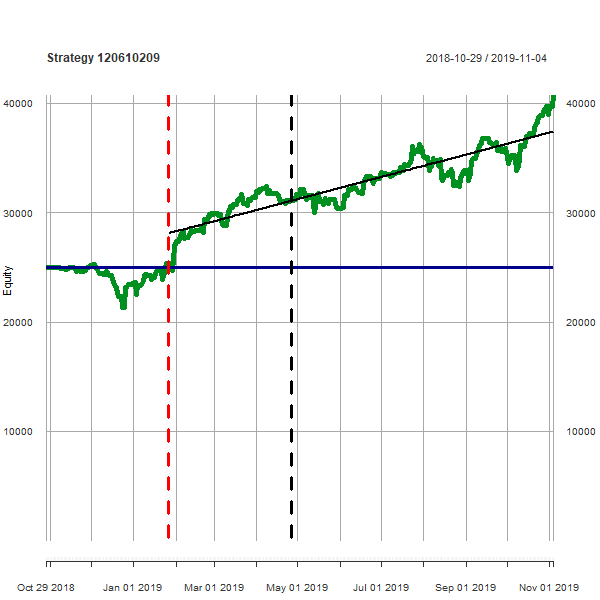 Strategy 120610209
2018-10-29 / 2019-11-04
40000
40000
30000
30000
Equity
20000
20000
10000
10000
Oct 29 2018
Jan 01 2019
Mar 01 2019
May 01 2019
Jul 01 2019
Sep 01 2019
Nov 01 2019